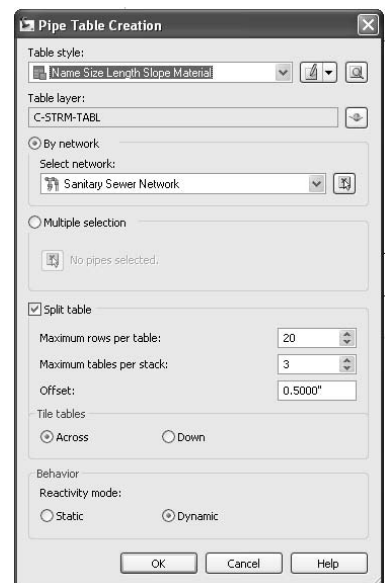 Pipe Table Creation
Table style:
Name Size Length Slope Material
Table layer:
C-STRM-TABL
By network
Select network:
Sanitary Sewer Network
Multiple selection
No pipes selected.
Split table
Maximum rows per table: 20
Maximum tables per stack: 3
Offset: 0.5000"
Tile tables
Across Down
Behavior
Reactivity mode:
Static Dynamic
OK Cancel Help